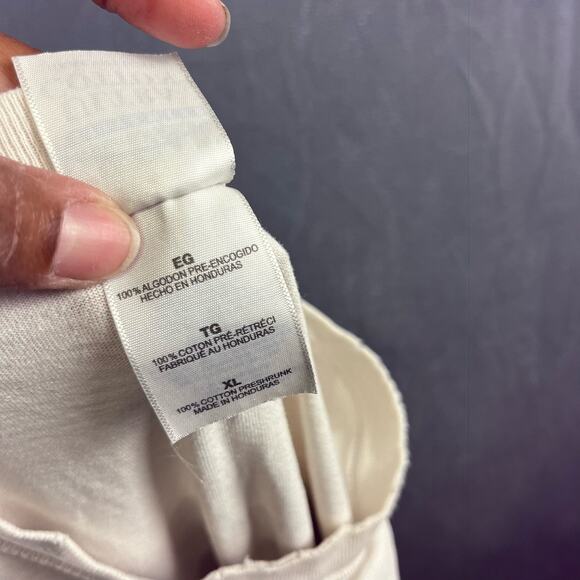 EG
100% ALGODON PRE-ENCOGIDO
HECHO EN HONDURAS
TG
100% COTON PRÉ-RÉTRÉCI
FABRIQUÉ AU HONDURAS
XL
100% COTTON PRESHRUNK
MADE IN HONDURAS